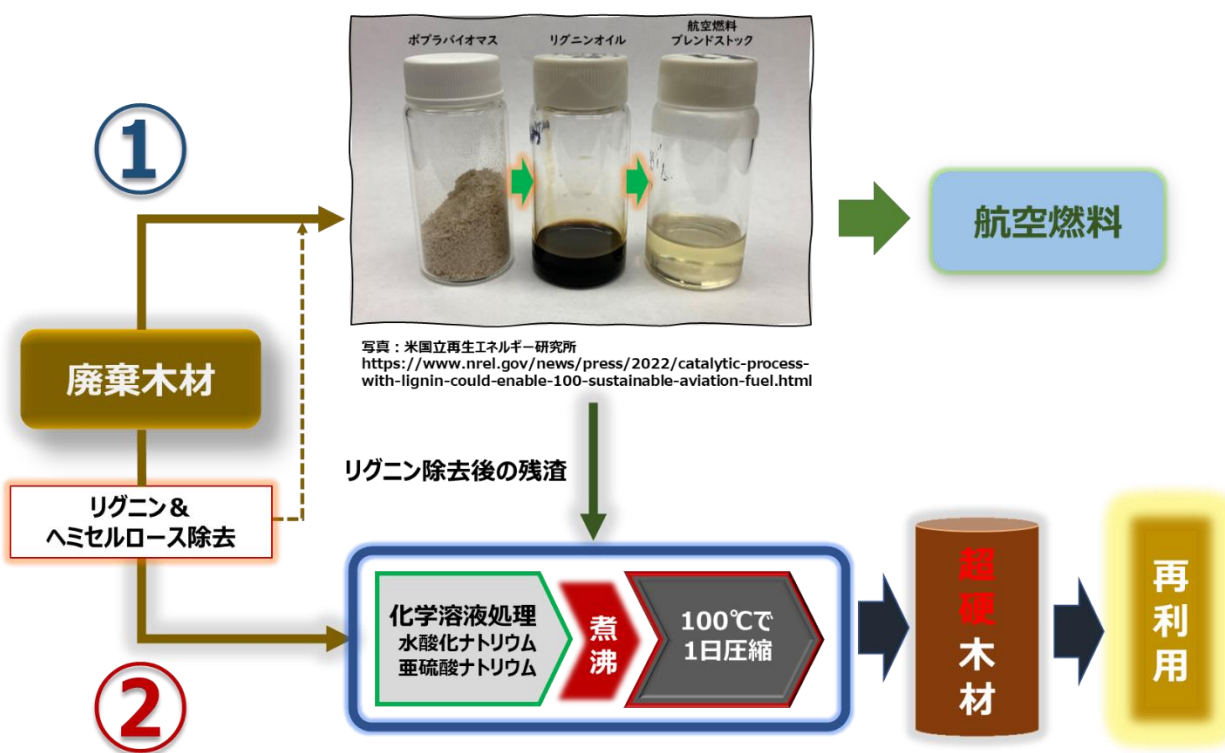 ポプラバイオマス
リグニンオイル
航空燃料
ブレンドストック
①
航空燃料
写真：米国立再生エネルギー研究所
https://www.nrel.gov/news/press/2022/catalytic-process-
with-lignin-could-enable-100-sustainable-aviation-fuel.html
廃棄木材
リグニン除去後の残渣
リグニン＆
ヘミセルロース除去
化学溶液処理
水酸化ナトリウム
亜硫酸ナトリウム
煮沸
100℃で
1日圧縮
超硬木材
再利用
②